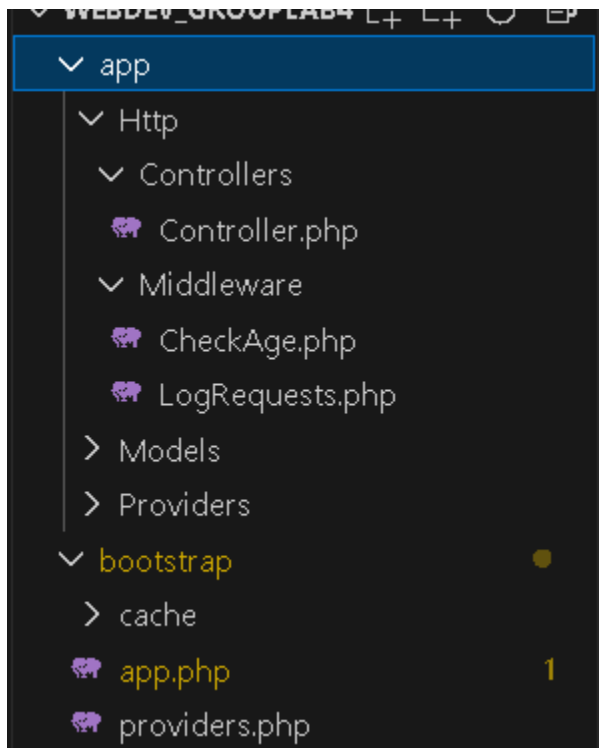 WEBDEV_GROUPLAB4
app
Http
Controllers
Controller.php
Middleware
CheckAge.php
LogRequests.php
Models
Providers
bootstrap
cache
app.php 1
providers.php